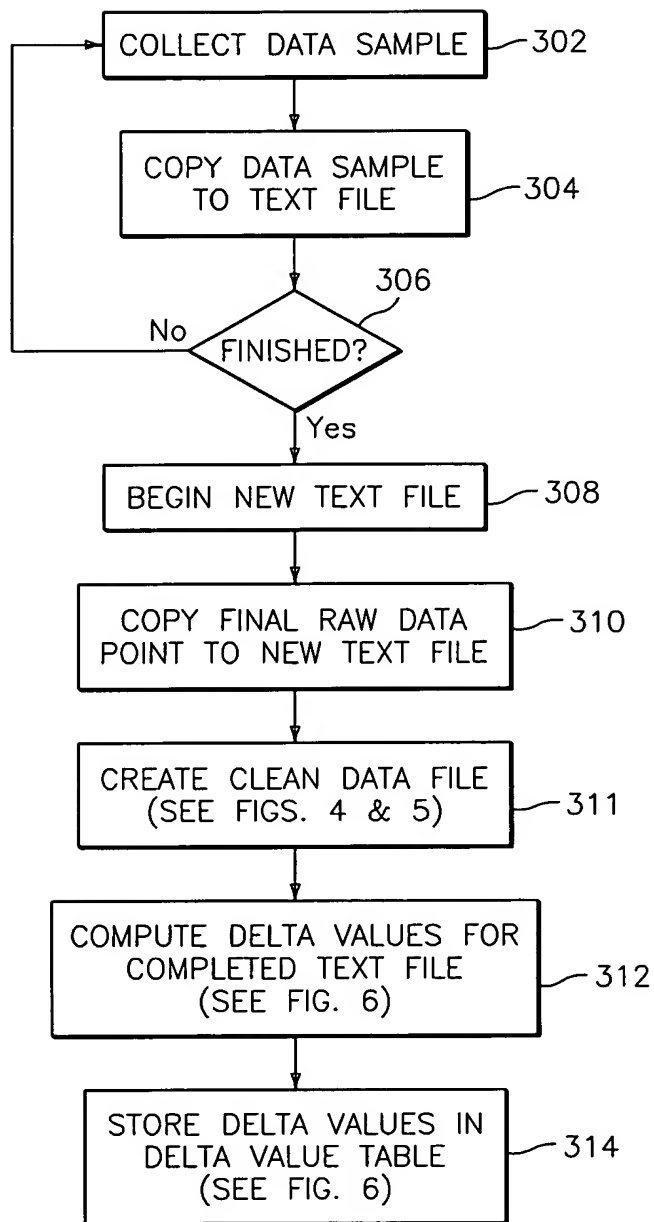 COLLECT DATA SAMPLE
302
COPY DATA SAMPLE
TO TEXT FILE
304
306
No
FINISHED?
Yes
BEGIN NEW TEXT FILE
308
COPY FINAL RAW DATA
POINT TO NEW TEXT FILE
310
CREATE CLEAN DATA FILE
(SEE FIGS. 4 & 5)
311
COMPUTE DELTA VALUES FOR
COMPLETED TEXT FILE
(SEE FIG. 6)
312
STORE DELTA VALUES IN
DELTA VALUE TABLE
(SEE FIG. 6)
314